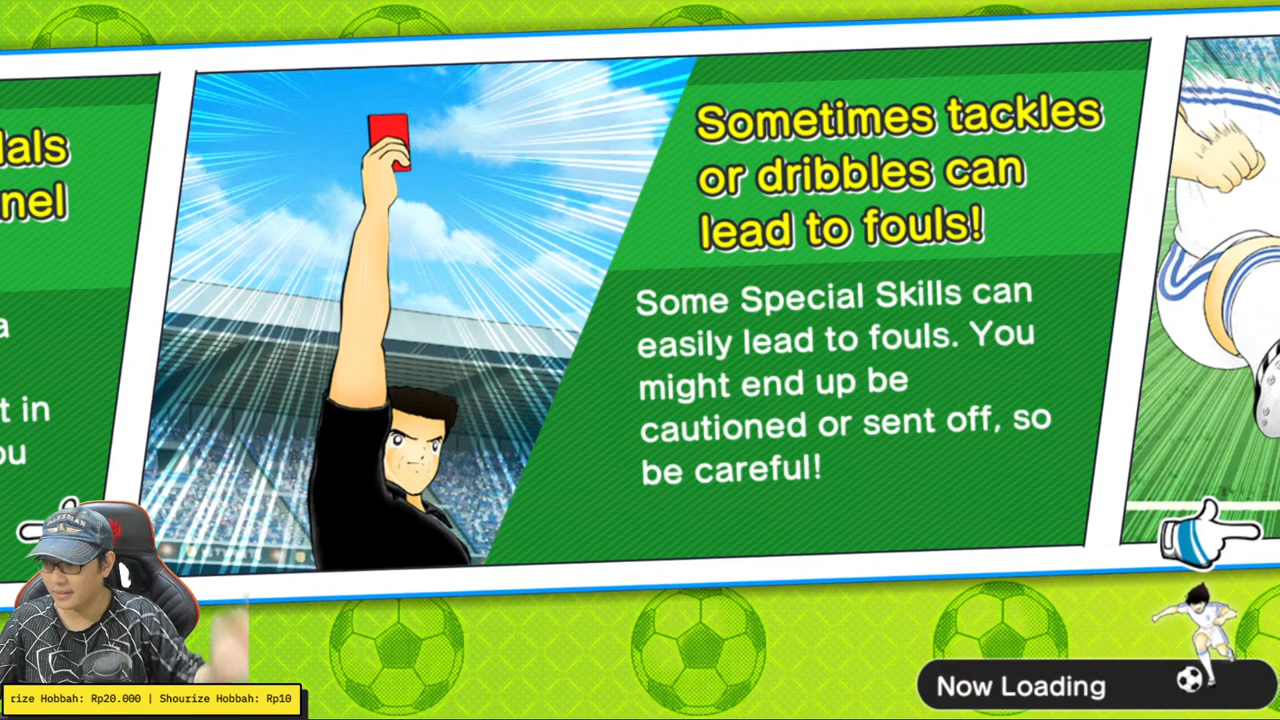 dals
nel
a
t in
ou
Sometimes tackles
or dribbles can
lead to fouls!
Some Special Skills can
easily lead to fouls. You
might end up be
cautioned or sent off, so
be careful!
rize Hobbah: Rp20.000 | Shourize Hobbah: Rp10
Now Loading